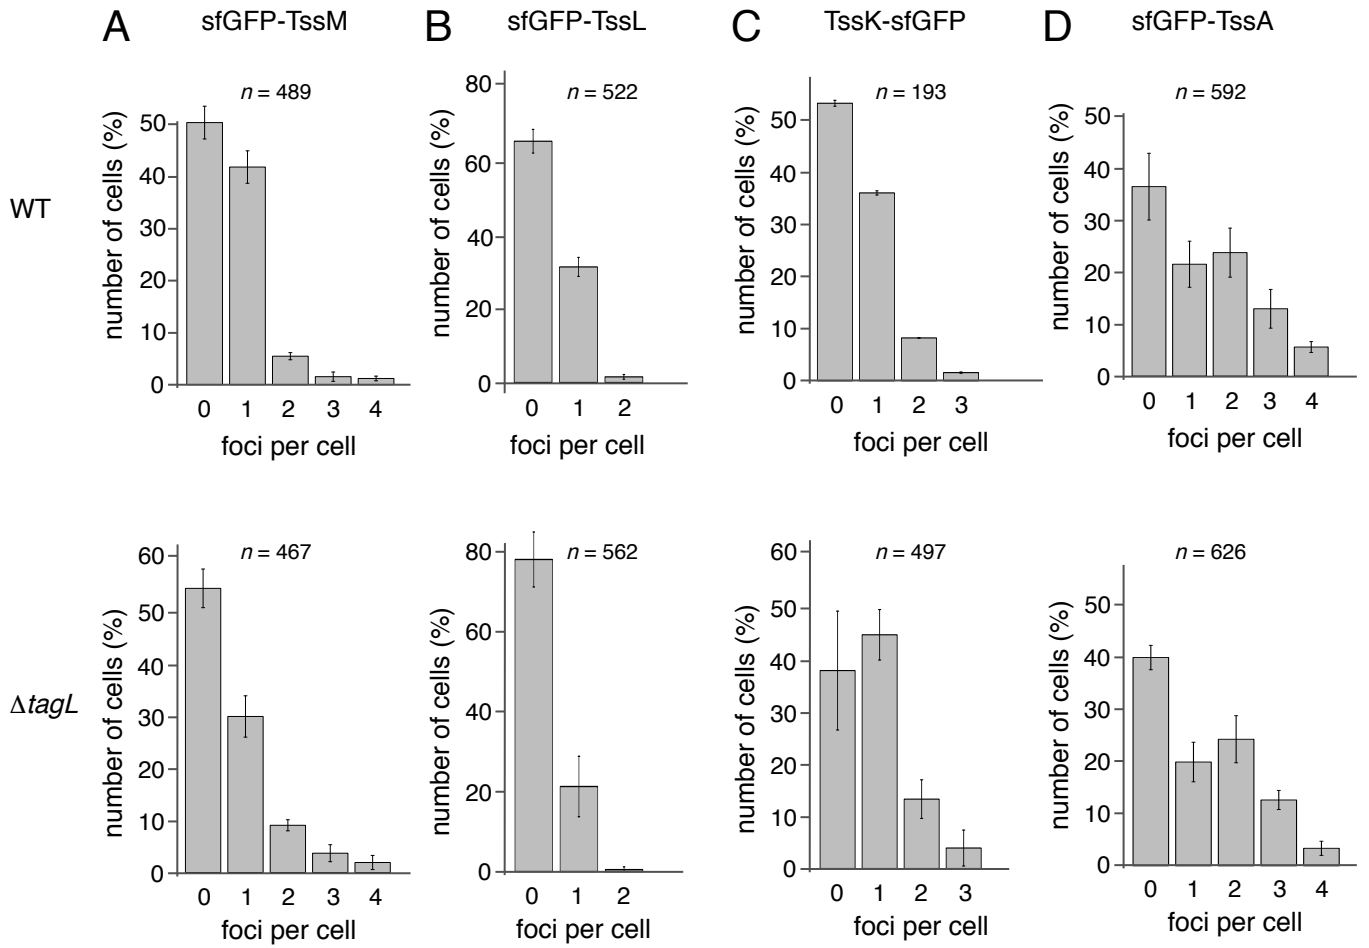 A sfGFP-TssM
B sfGFP-TssL
C TssK-sfGFP
D sfGFP-TssA
WT
n = 489
number of cells (%)
50
40
30
20
10
0
0 1 2 3 4
foci per cell
n = 522
number of cells (%)
80
60
40
20
0
0 1 2
foci per cell
n = 193
number of cells (%)
50
40
30
20
10
0
0 1 2 3
foci per cell
n = 592
number of cells (%)
50
40
30
20
10
0
0 1 2 3 4
foci per cell
ΔtagL
n = 467
number of cells (%)
60
50
40
30
20
10
0
0 1 2 3 4
foci per cell
n = 562
number of cells (%)
80
60
40
20
0
0 1 2
foci per cell
n = 497
number of cells (%)
60
50
40
30
20
10
0
0 1 2 3
foci per cell
n = 626
number of cells (%)
50
40
30
20
10
0
0 1 2 3 4
foci per cell